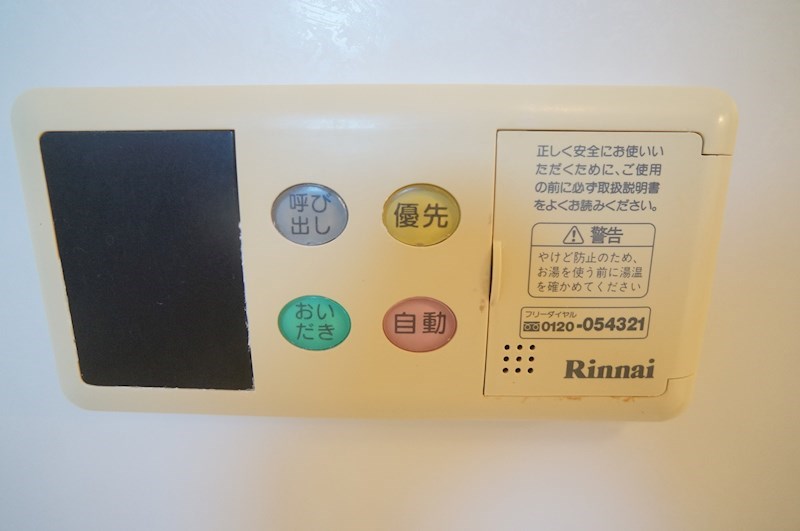 呼び
出し
優先
おい
だき
自動
正しく安全にお使いい
ただくために、ご使用
の前に必ず取扱説明書
をよくお読みください。
警告
やけど防止のため、
お湯を使う前に湯温
を確かめてください
フリーダイヤル
0120-054321
Rinnai